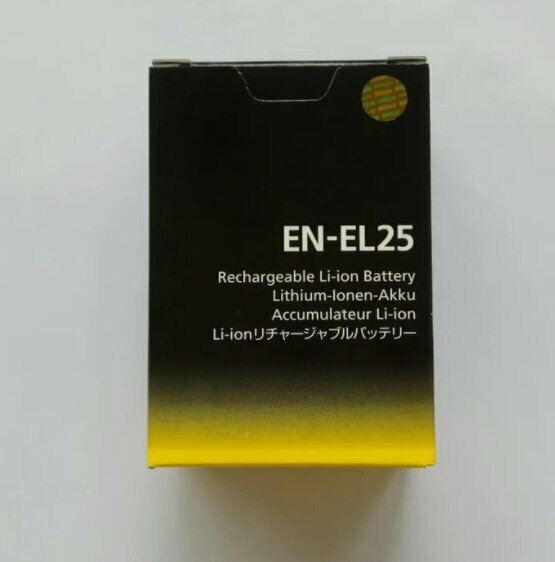 EN-EL25
Rechargeable Li-ion Battery
Lithium-Ionen-Akku
Accumulateur Li-ion
Li-ionリチャージャブルバッテリー